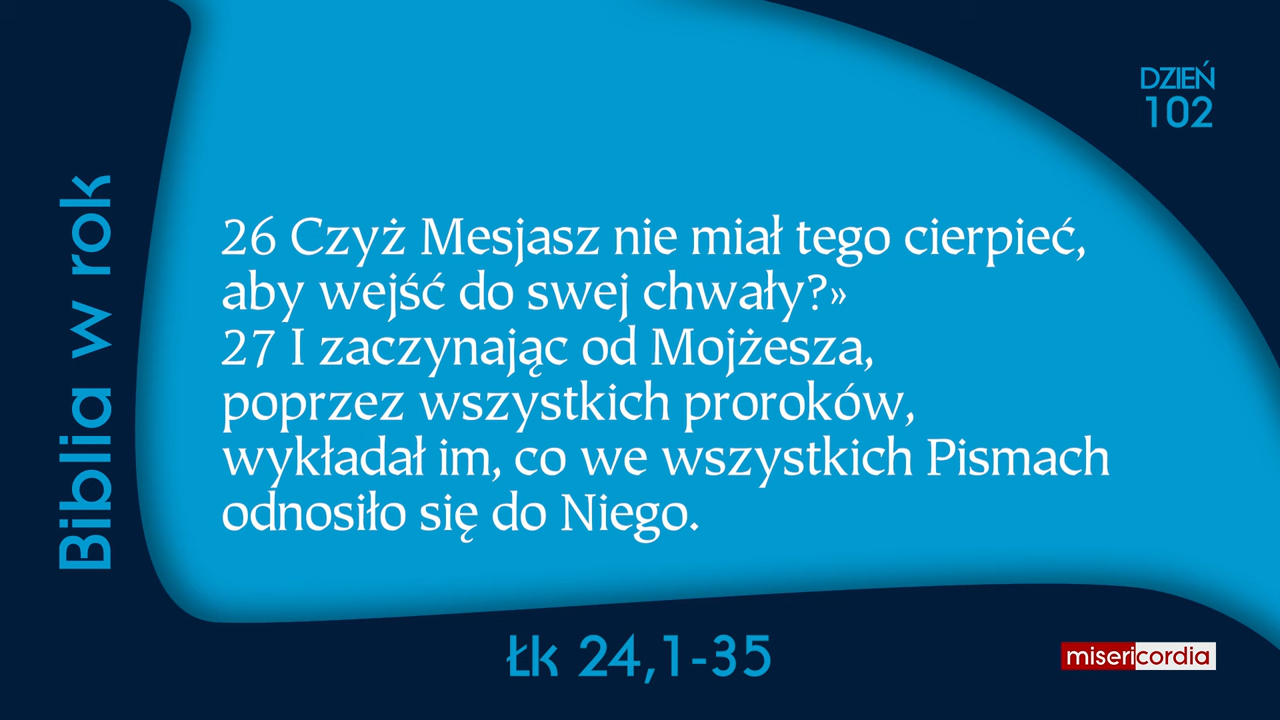 DZIEŃ
102
Biblia w rok
26 Czyż Mesjasz nie miał tego cierpieć,
aby wejść do swej chwały?»
27 I zaczynając od Mojżesza,
poprzez wszystkich proroków,
wykładał im, co we wszystkich Pismach
odnosiło się do Niego.
Łk 24,1-35
misericordia